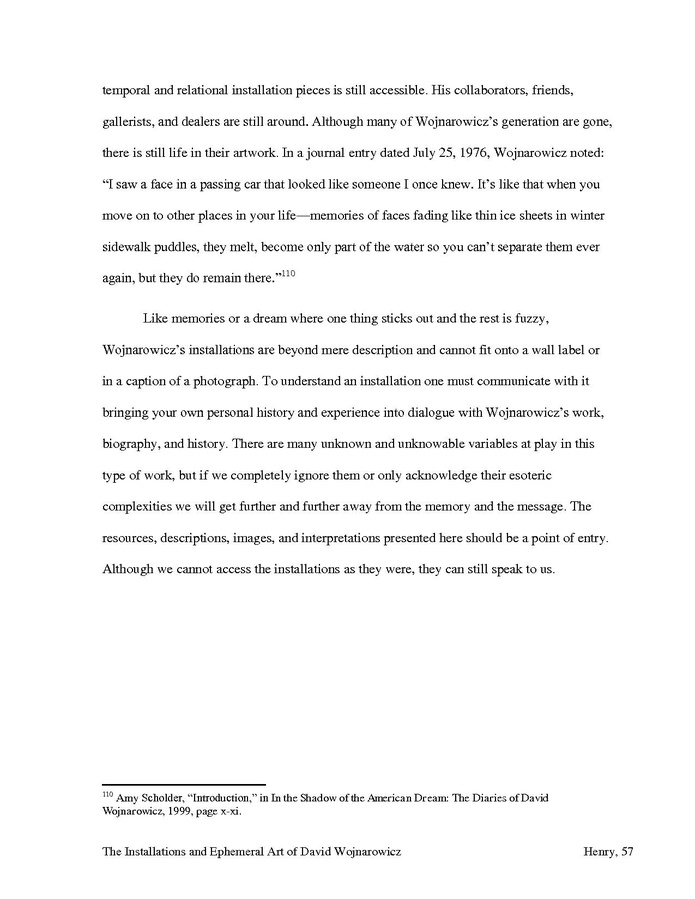 temporal and relational installation pieces is still accessible. His collaborators, friends,
gallerists, and dealers are still around. Although many of Wojnarowicz’s generation are gone,
there is still life in their artwork. In a journal entry dated July 25, 1976, Wojnarowicz noted:
“I saw a face in a passing car that looked like someone I once knew. It’s like that when you
move on to other places in your life—memories of faces fading like thin ice sheets in winter
sidewalk puddles, they melt, become only part of the water so you can’t separate them ever
again, but they do remain there.”110
Like memories or a dream where one thing sticks out and the rest is fuzzy,
Wojnarowicz’s installations are beyond mere description and cannot fit onto a wall label or
in a caption of a photograph. To understand an installation one must communicate with it
bringing your own personal history and experience into dialogue with Wojnarowicz’s work,
biography, and history. There are many unknown and unknowable variables at play in this
type of work, but if we completely ignore them or only acknowledge their esoteric
complexities we will get further and further away from the memory and the message. The
resources, descriptions, images, and interpretations presented here should be a point of entry.
Although we cannot access the installations as they were, they can still speak to us.
110 Amy Scholder, “Introduction,” in In the Shadow of the American Dream: The Diaries of David
Wojnarowicz, 1999, page x-xi.
The Installations and Ephemeral Art of David Wojnarowicz Henry, 57